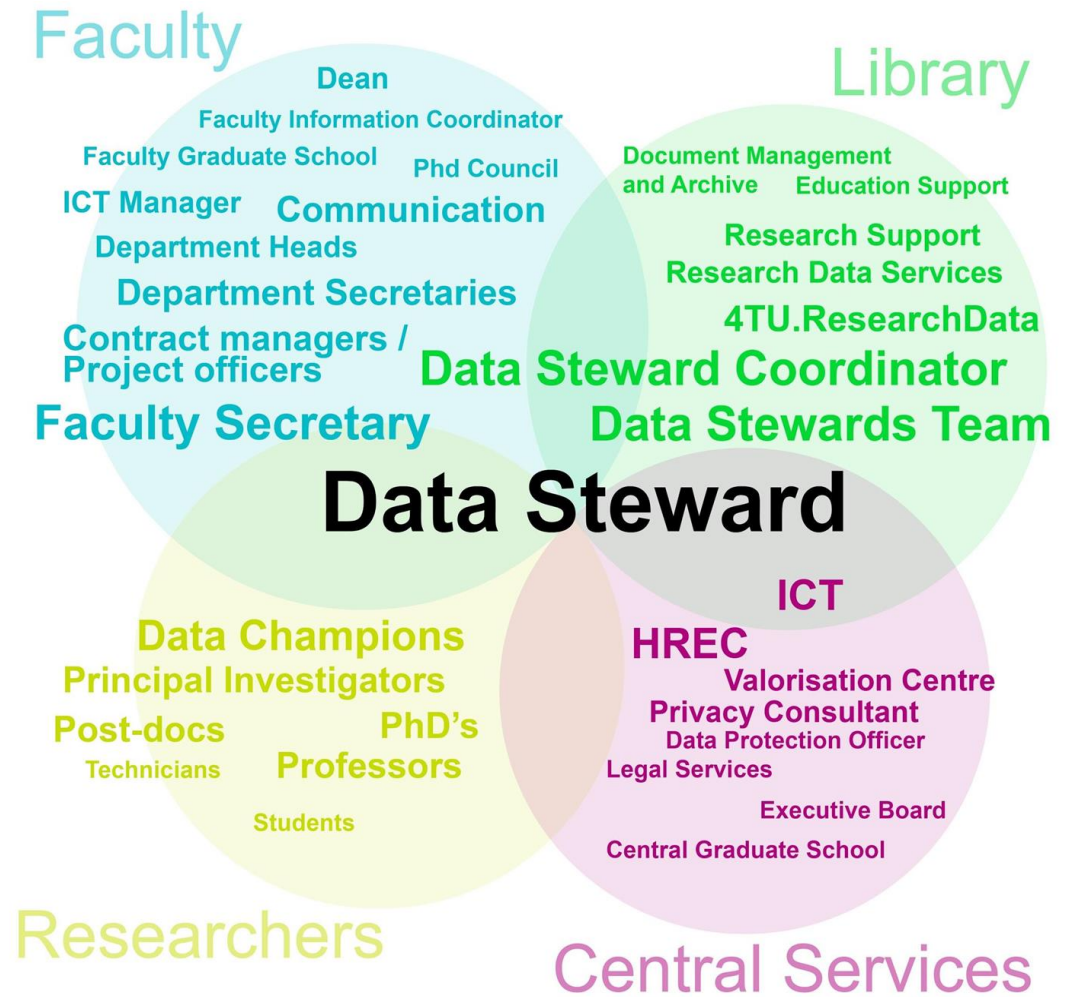 Faculty
Dean
Faculty Information Coordinator
Faculty Graduate School
Phd Council
ICT Manager
Communication
Department Heads
Department Secretaries
Contract managers /
Project officers
Faculty Secretary
Library
Document Management
and Archive
Education Support
Research Support
Research Data Services
4TU.ResearchData
Data Steward Coordinator
Data Stewards Team
Data Steward
Data Champions
Principal Investigators
Post-docs
PhD’s
Technicians
Professors
Students
Researchers
ICT
HREC
Valorisation Centre
Privacy Consultant
Data Protection Officer
Legal Services
Executive Board
Central Graduate School
Central Services